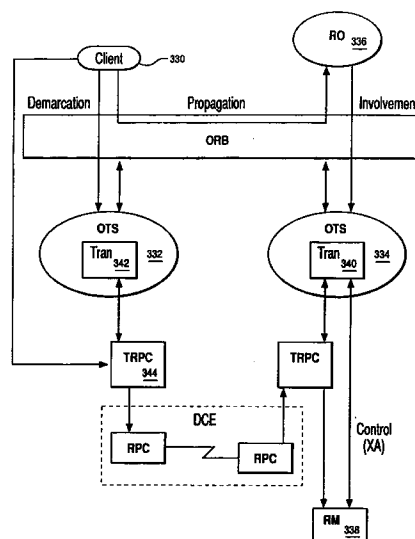 RO 336
Client 330
Demarcation Propagation Involvemen
ORB
OTS OTS
Tran 342 332 Tran 340 334
TRPC 344 TRPC
DCE
RPC RPC
Control
(XA)
RM 338